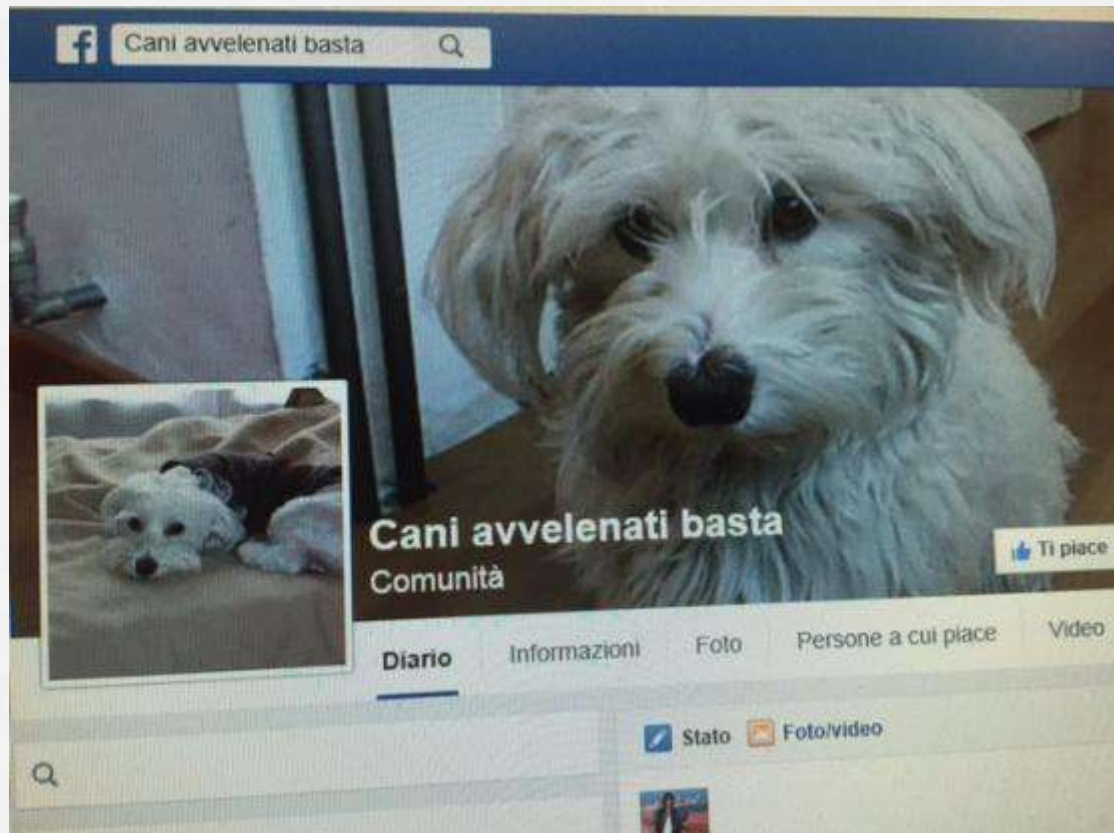 f Cani avvelenati basta
Cani avvelenati basta
Comunità
Ti piace
Diario Informazioni Foto Persone a cui piace Video
Stato Foto/video